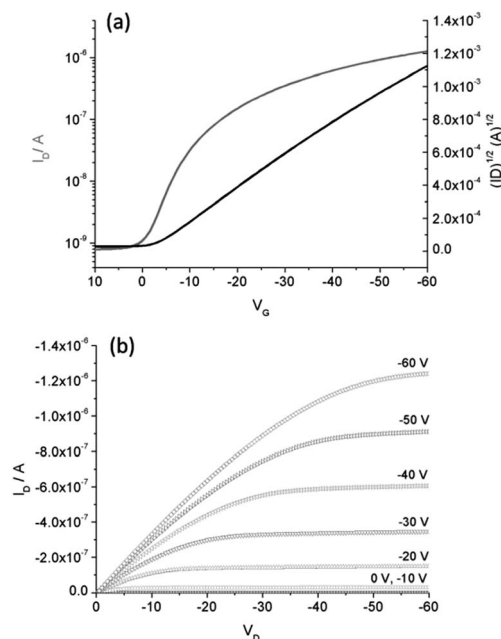 (a)
I_D/ A
10⁻⁶
10⁻⁷
10⁻⁸
10⁻⁹
1.4x10⁻³
1.2x10⁻³
1.0x10⁻³
8.0x10⁻⁴
6.0x10⁻⁴
4.0x10⁻⁴
2.0x10⁻⁴
0.0
(ID)^1/2 (A)^1/2
10 0 -10 -20 -30 -40 -50 -60
V_G
(b)
I_D / A
-1.4x10⁻⁶
-1.2x10⁻⁶
-1.0x10⁻⁶
-8.0x10⁻⁷
-6.0x10⁻⁷
-4.0x10⁻⁷
-2.0x10⁻⁷
0.0
-60 V
-50 V
-40 V
-30 V
-20 V
0 V, -10 V
0 -10 -20 -30 -40 -50 -60
V_D